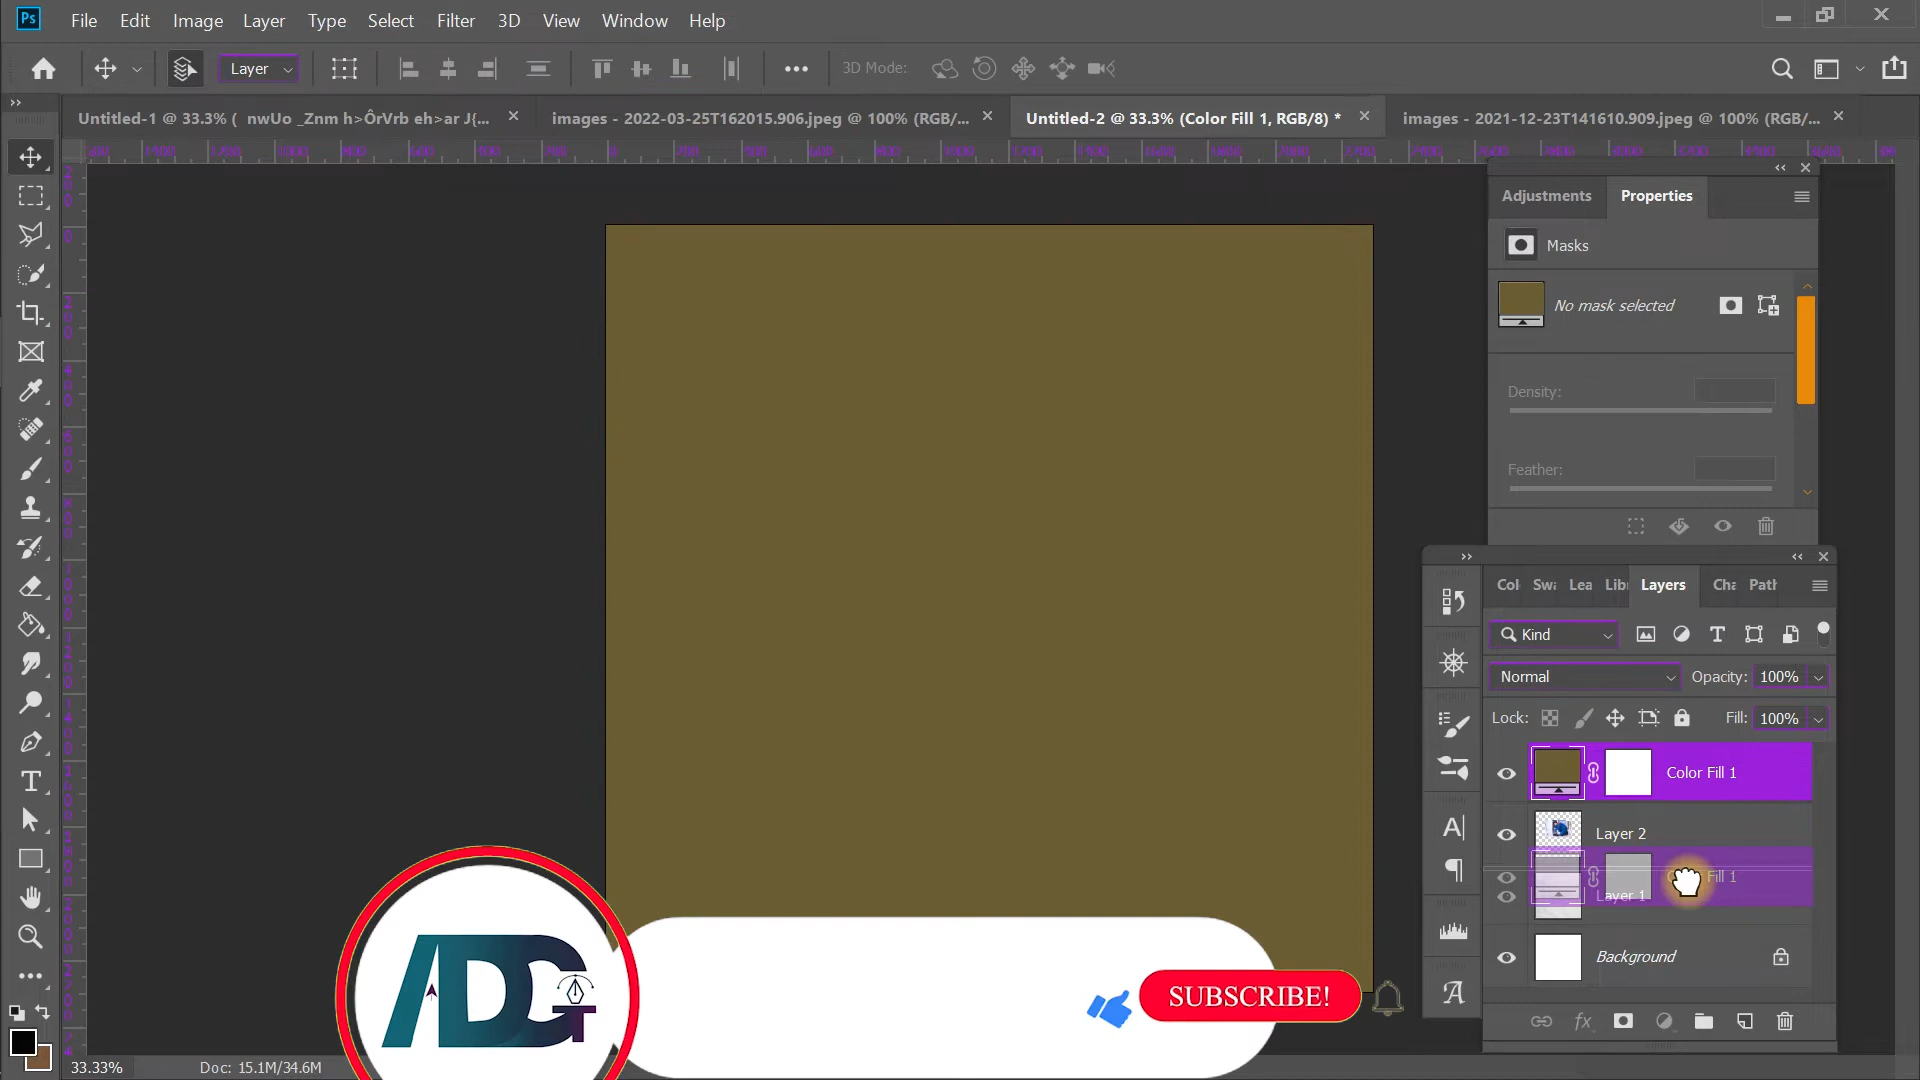 Ps File Edit Image Layer Type Select Filter 3D View Window Help
Layer 3D Mode:
Untitled-1 @ 33.3% ( nwUo _Znm h>ÔrVrb eh>ar J{... images - 2022-03-25T162015.906.jpeg @ 100% (RGB/... Untitled-2 @ 33.3% (Color Fill 1, RGB/8) * images - 2021-12-23T141610.909.jpeg @ 100% (RGB/...
Adjustments Properties
Masks
No mask selected
Density:
Feather:
Col Swa Lea Libr Layers Cha Path
Kind
Normal Opacity: 100%
Lock: Fill: 100%
Color Fill 1
Layer 2
Fill 1
Layer 1
Background
ADGT
SUBSCRIBE!
33.33% Doc: 15.1M/34.6M